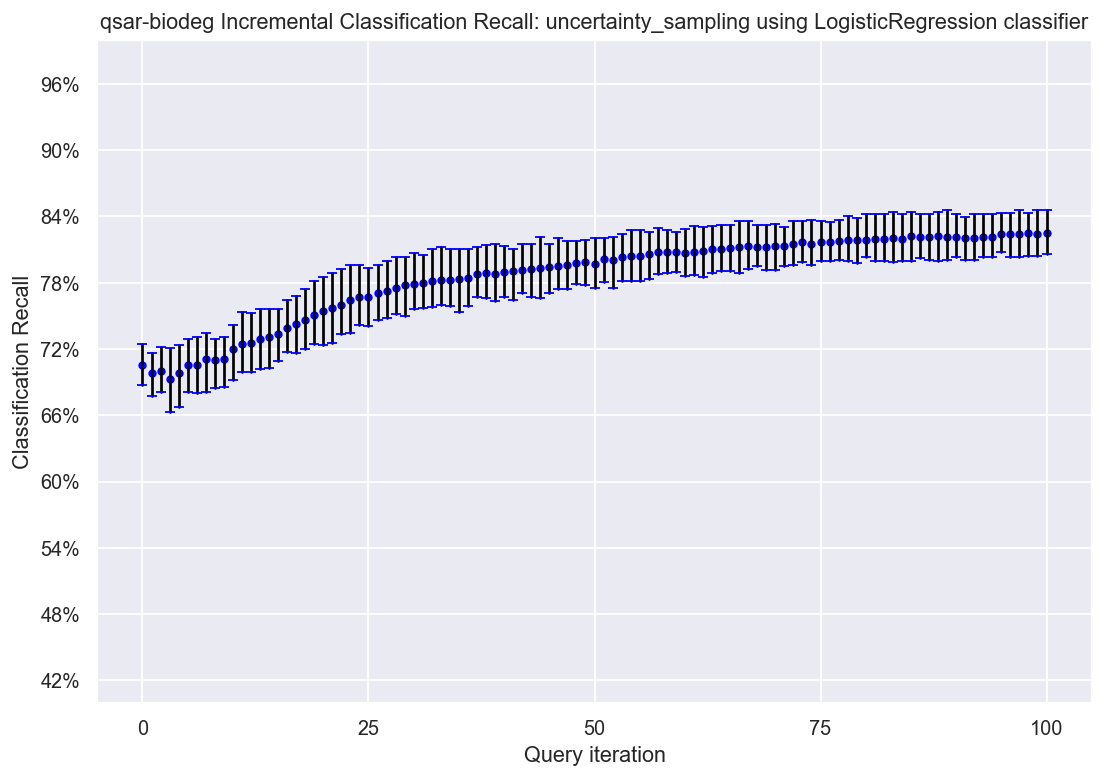 qsar-biodeg Incremental Classification Recall: uncertainty_sampling using LogisticRegression classifier
96%
90%
84%
78%
72%
66%
60%
54%
48%
42%
Classification Recall
0 25 50 75 100
Query iteration